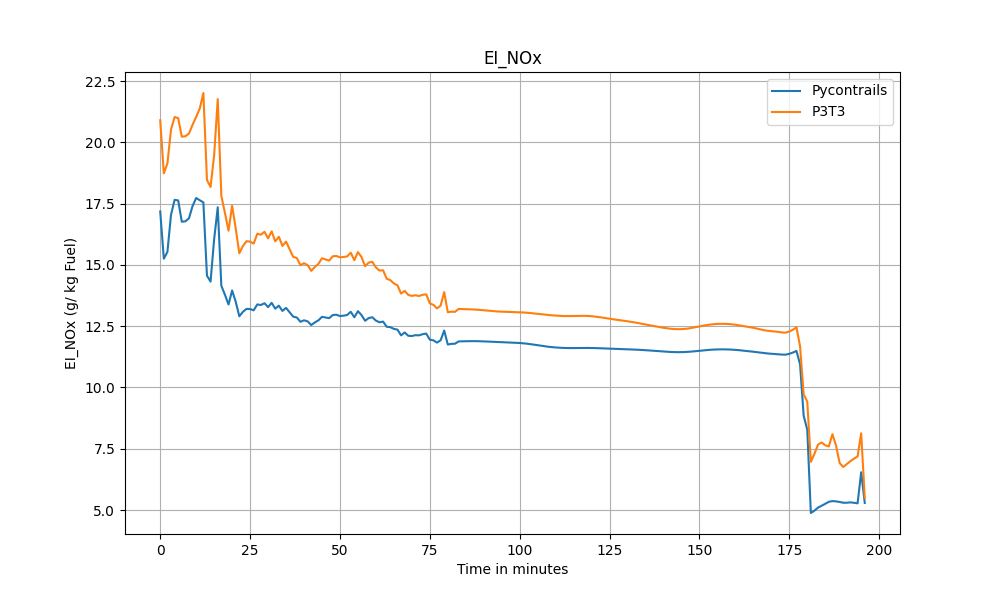 EI_NOx
Pycontrails
P3T3
EI_NOx (g/ kg Fuel)
22.5
20.0
17.5
15.0
12.5
10.0
7.5
5.0
0 25 50 75 100 125 150 175 200
Time in minutes